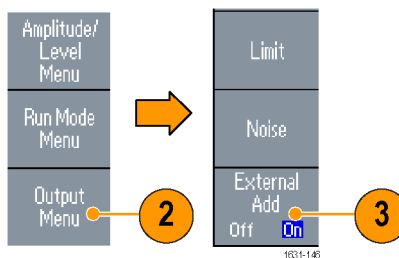 Amplitude/
Level
Menu
Run Mode
Menu
Output
Menu
2
Limit
Noise
External
Add
Off On
3
1631-146